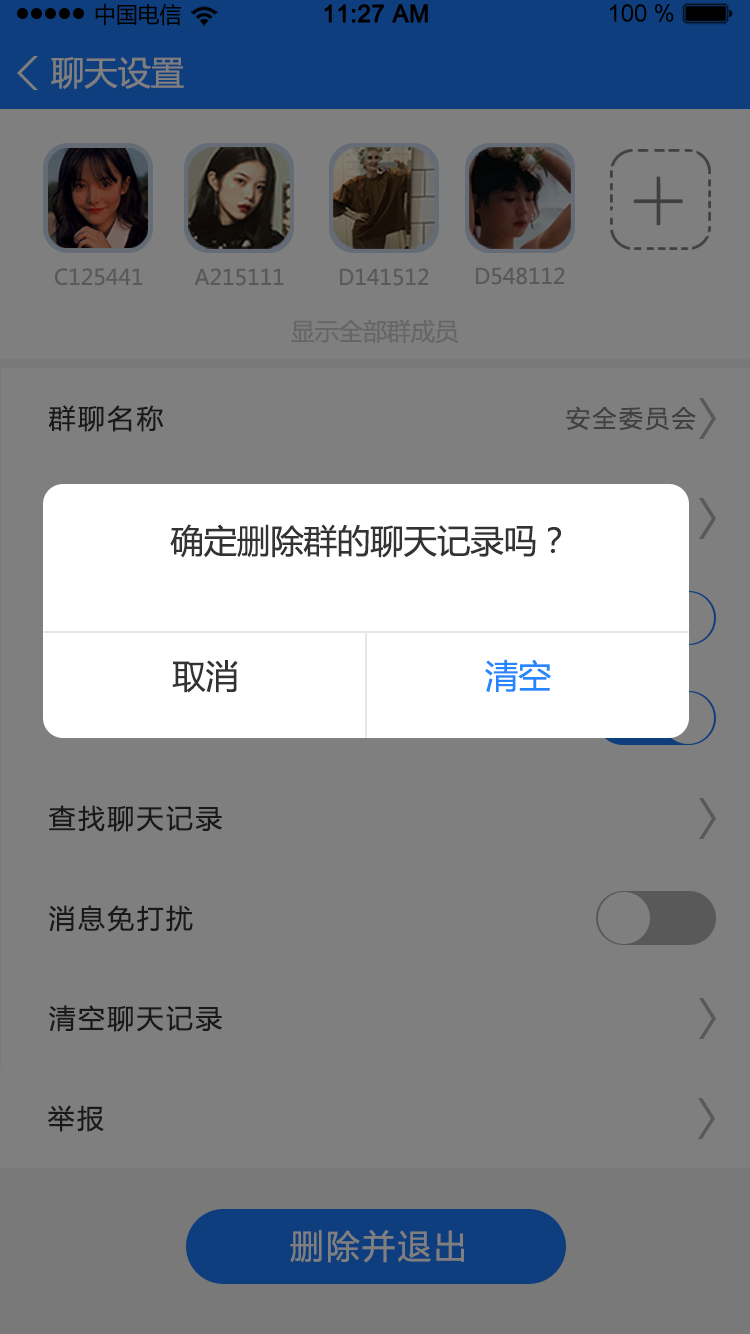 中国电信 11:27 AM 100 %
聊天设置
C125441 A215111 D141512 D548112
显示全部群成员
群聊名称 安全委员会
确定删除群的聊天记录吗？
取消 清空
查找聊天记录
消息免打扰
清空聊天记录
举报
删除并退出